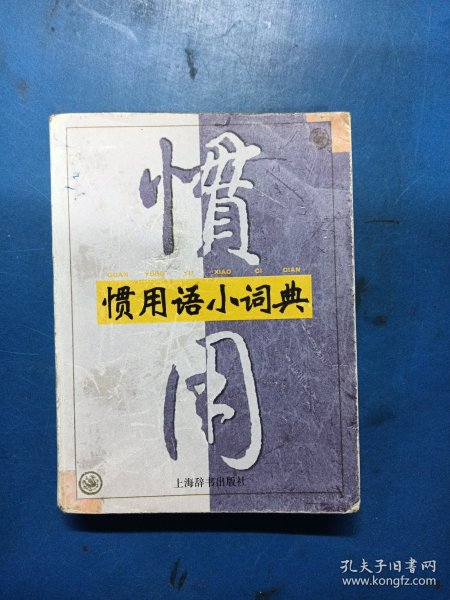 慣
GUAN YONG YU XIAO CI DIAN
惯用语小词典
用
上海辞书出版社
孔夫子旧书网
www.kongfz.com